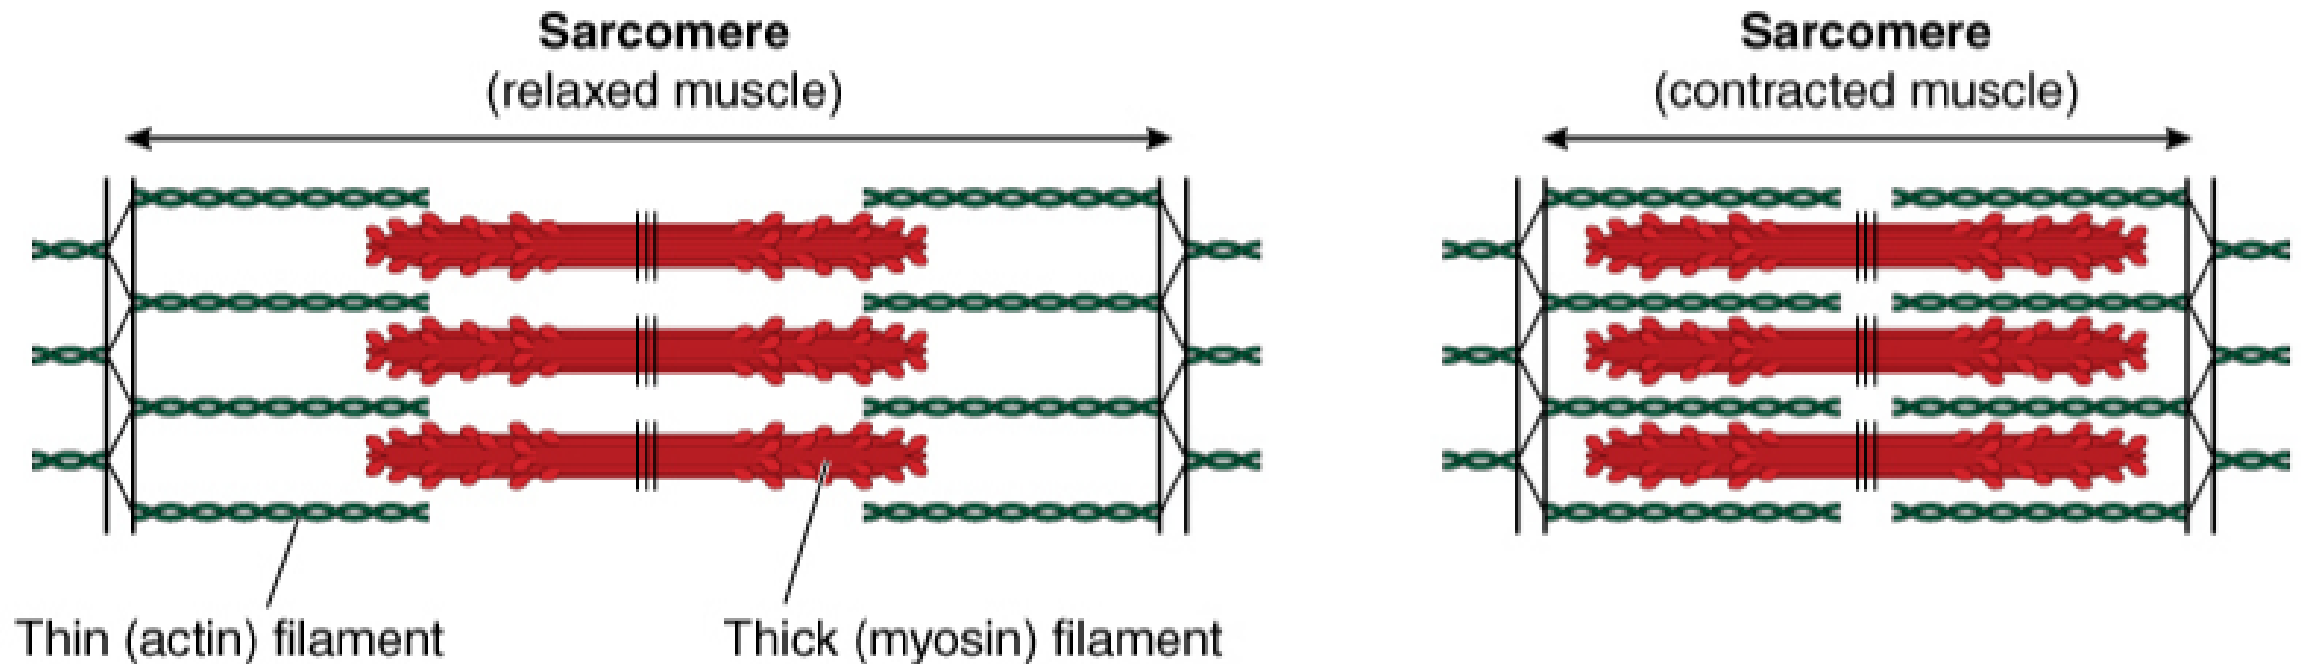 Sarcomere
(relaxed muscle)
Sarcomere
(contracted muscle)
Thin (actin) filament
Thick (myosin) filament